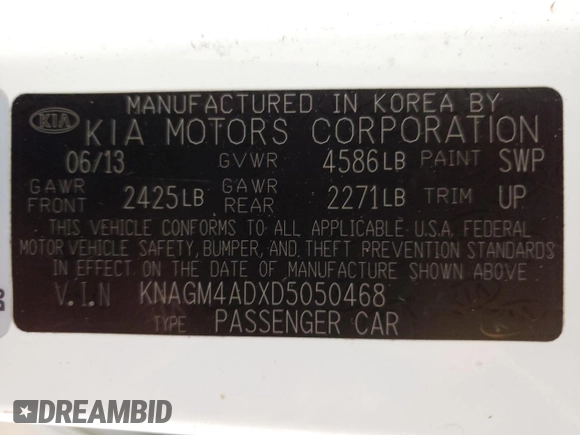 MANUFACTURED IN KOREA BY
KIA KIA MOTORS CORPORATION
06/13 GVWR 4586LB PAINT SWP
GAWR FRONT 2425LB GAWR REAR 2271LB TRIM UP
THIS VEHICLE CONFORMS TO ALL APPLICABLE U.S.A. FEDERAL
MOTOR VEHICLE SAFETY, BUMPER, AND THEFT PREVENTION STANDARDS
IN EFFECT ON THE DATE OF MANUFACTURE SHOWN ABOVE
V.I.N KNAGM4ADXD5050468
TYPE PASSENGER CAR
DREAMBID